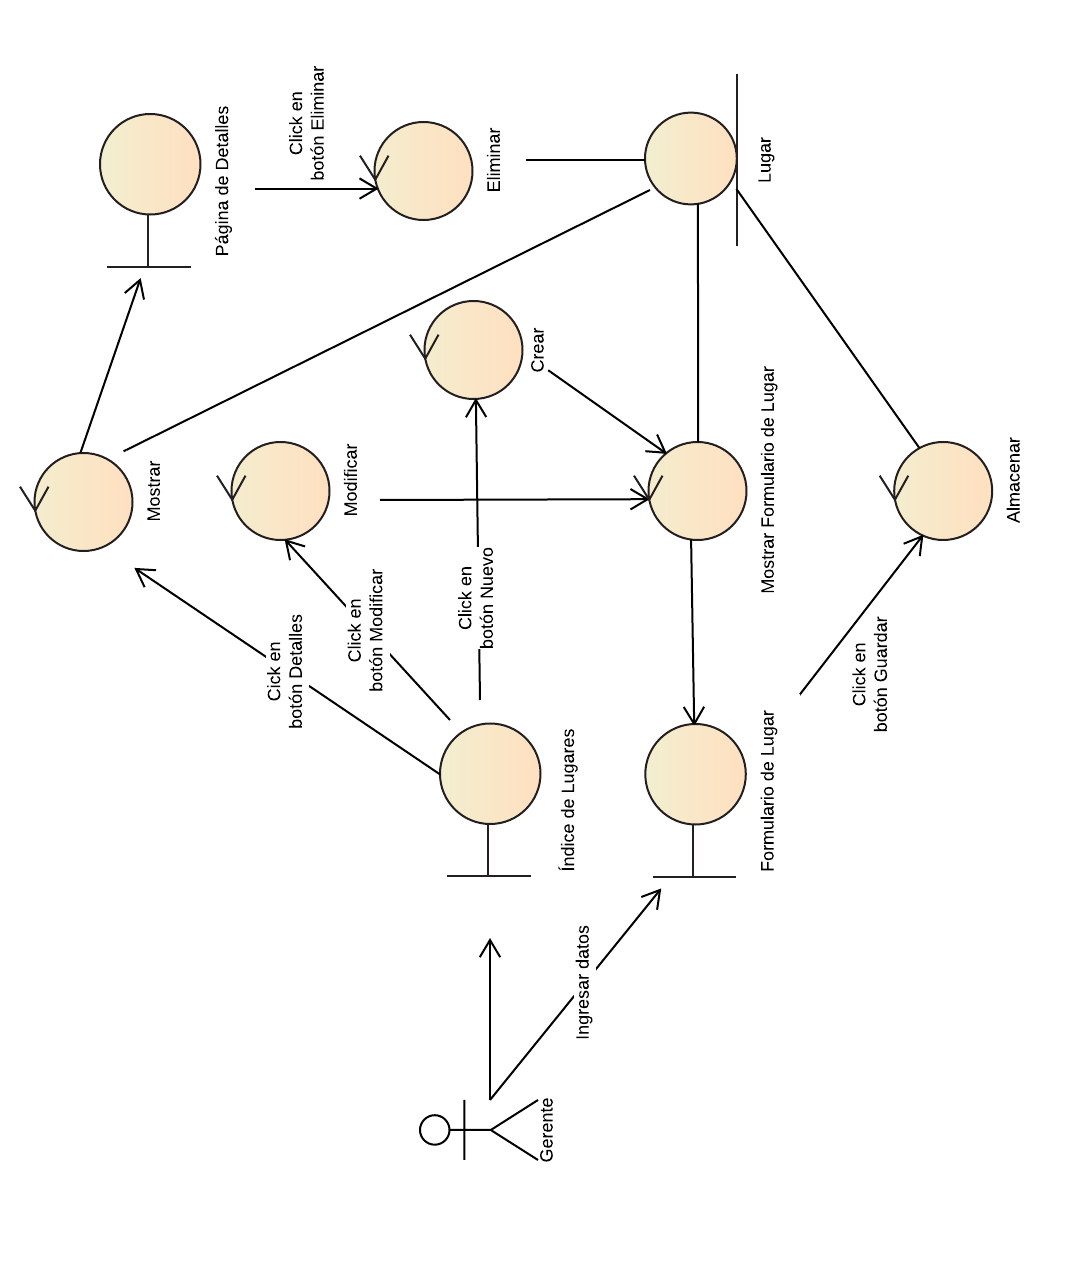 Click en
botón Eliminar
Página de Detalles
Eliminar
Lugar
Crear
Mostrar
Modificar
Mostrar Formulario de Lugar
Almacenar
Cick en
botón Detalles
Click en
botón Modificar
Click en
botón Nuevo
Click en
botón Guardar
Índice de Lugares
Formulario de Lugar
Ingresar datos
Gerente